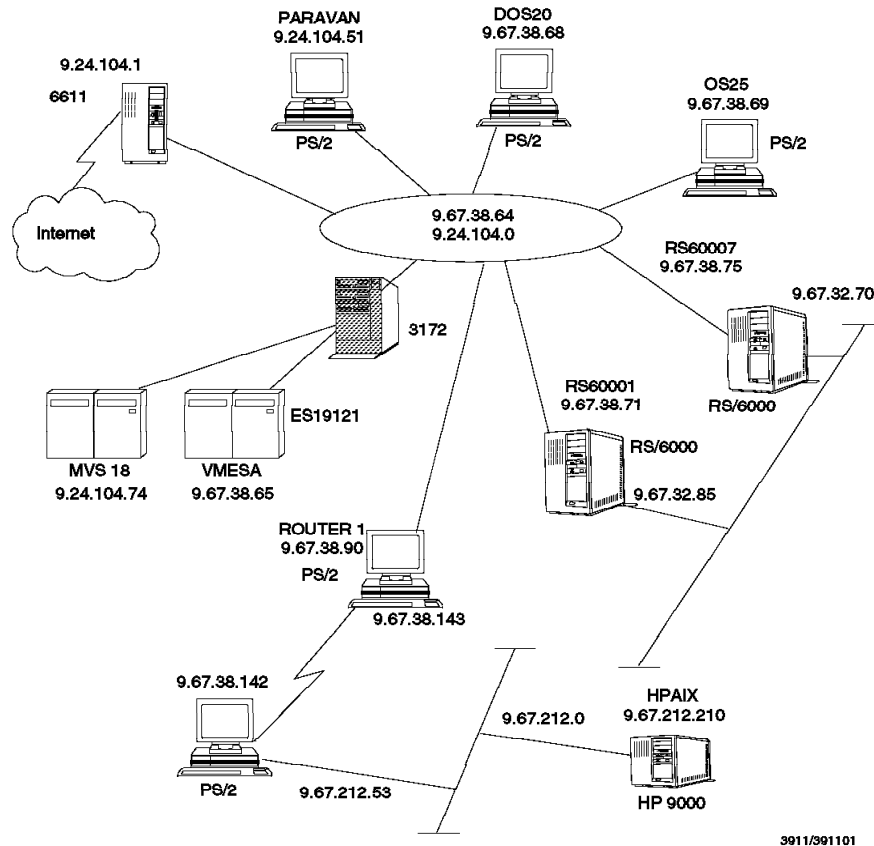 PARAVAN
9.24.104.51
DOS20
9.67.38.68
9.24.104.1
6611
OS25
9.67.38.69
PS/2
PS/2
PS/2
Internet
9.67.38.64
9.24.104.0
RS60007
9.67.38.75
9.67.32.70
3172
RS/6000
RS60001
9.67.38.71
ES19121
RS/6000
MVS 18
9.24.104.74
VMESA
9.67.38.65
9.67.32.85
ROUTER 1
9.67.38.90
PS/2
9.67.38.143
9.67.38.142
HPAIX
9.67.212.210
9.67.212.0
PS/2
9.67.212.53
HP 9000
3911/391101